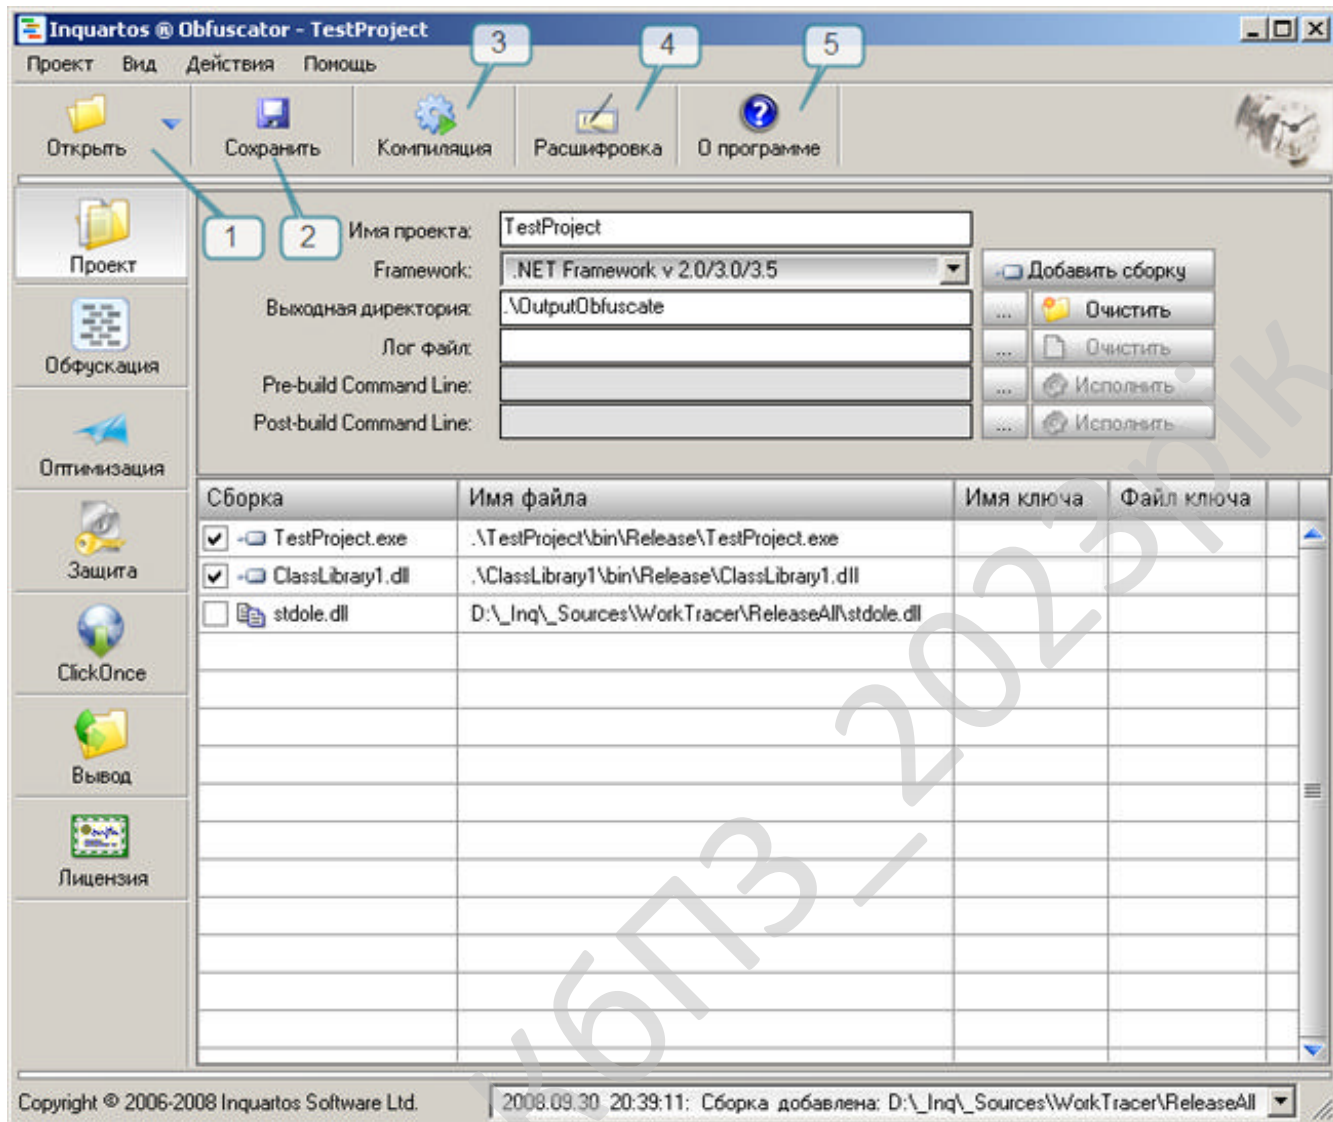 Inquartos ® Obfuscator - TestProject
Проект Вид Действия Помощь
3 4 5
Открыть Сохранить Компиляция Расшифровка О программе
1 2
Проект
Обфускация
Оптимизация
Защита
ClickOnce
Вывод
Лицензия
Имя проекта: TestProject
Framework: .NET Framework v 2.0/3.0/3.5 Добавить сборку
Выходная директория: .\OutputObfuscate ... Очистить
Лог файл: ... Очистить
Pre-build Command Line: ... Исполнить
Post-build Command Line: ... Исполнить
Сборка Имя файла Имя ключа Файл ключа
TestProject.exe .\TestProject\bin\Release\TestProject.exe
ClassLibrary1.dll .\ClassLibrary1\bin\Release\ClassLibrary1.dll
stdole.dll D:\_Inq\_Sources\WorkTracer\ReleaseAll\stdole.dll
Кб ПЗ_2023рік
Copyright © 2006-2008 Inquartos Software Ltd. 2008.09.30 20:39:11: Сборка добавлена: D:\_Inq\_Sources\WorkTracer\ReleaseAll